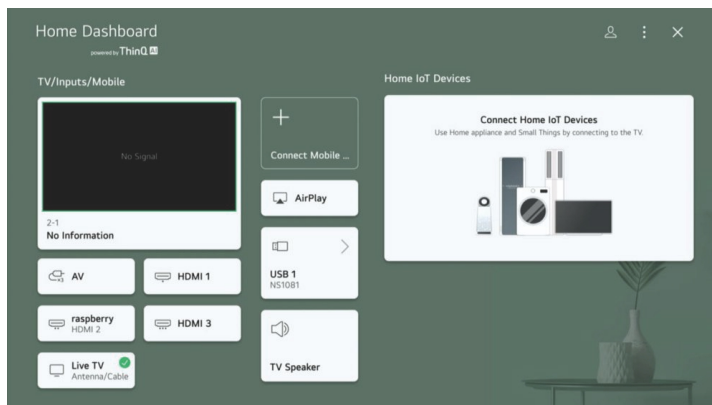 Home Dashboard
powered by ThinQ AI
TV/Inputs/Mobile
No Signal
2-1
No Information
AV
HDMI 1
raspberry
HDMI 2
HDMI 3
Live TV
Antenna/Cable
Connect Mobile ...
AirPlay
USB 1
NS1081
TV Speaker
Home IoT Devices
Connect Home IoT Devices
Use Home appliance and Small Things by connecting to the TV.